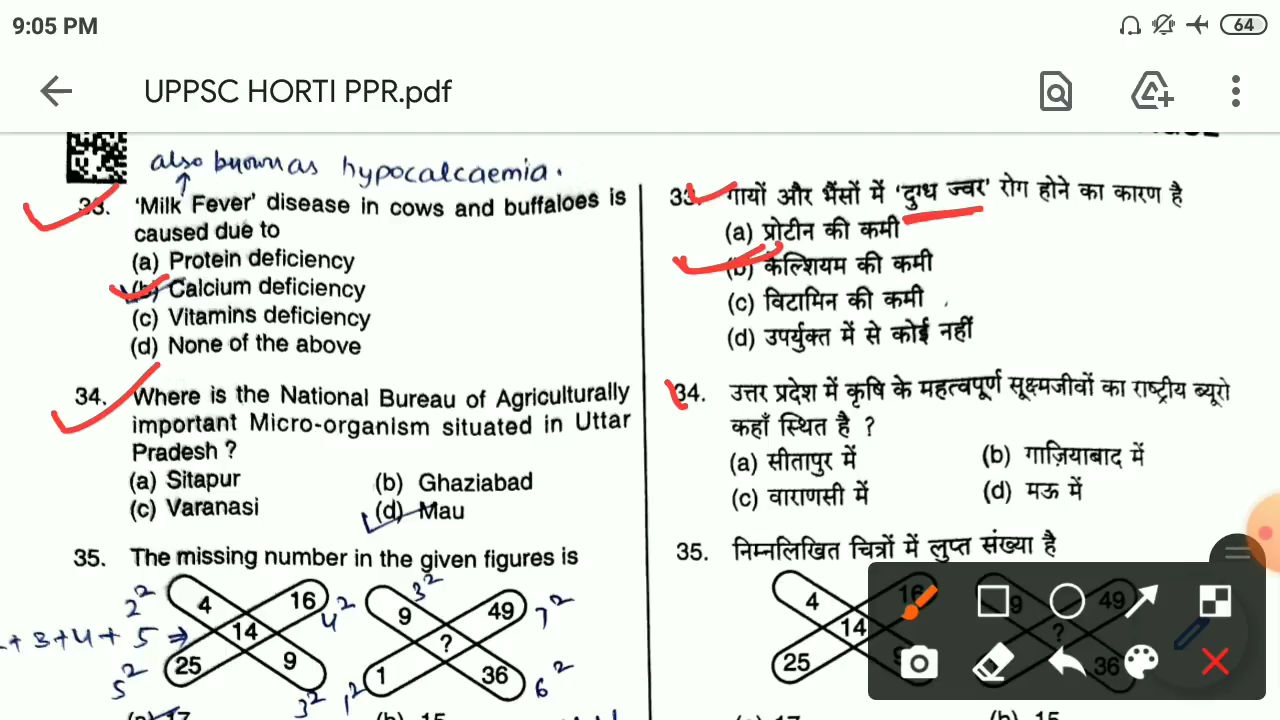 9:05 PM
64
UPPSC HORTI PPR.pdf
also known as hypocalcaemia.
33. 'Milk Fever' disease in cows and buffaloes is
caused due to
(a) Protein deficiency
(b) Calcium deficiency
(c) Vitamins deficiency
(d) None of the above
34. Where is the National Bureau of Agriculturally
important Micro-organism situated in Uttar
Pradesh ?
(a) Sitapur (b) Ghaziabad
(c) Varanasi (d) Mau
35. The missing number in the given figures is
2² 4 16 4² 3² 9 49 7²
+ 3+4+ 5 ⇒ 14 ?
5² 25 9 3² 1² 1 36 6²
(a) 17 (b) 15
33. गायों और भैंसों में 'दुग्ध ज्वर' रोग होने का कारण है
(a) प्रोटीन की कमी
(b) कैल्शियम की कमी
(c) विटामिन की कमी
(d) उपर्युक्त में से कोई नहीं
34. उत्तर प्रदेश में कृषि के महत्वपूर्ण सूक्ष्मजीवों का राष्ट्रीय ब्यूरो
कहाँ स्थित है ?
(a) सीतापुर में (b) गाज़ियाबाद में
(c) वाराणसी में (d) मऊ में
35. निम्नलिखित चित्रों में लुप्त संख्या है
4 16 9 49
14 ?
25 9 36